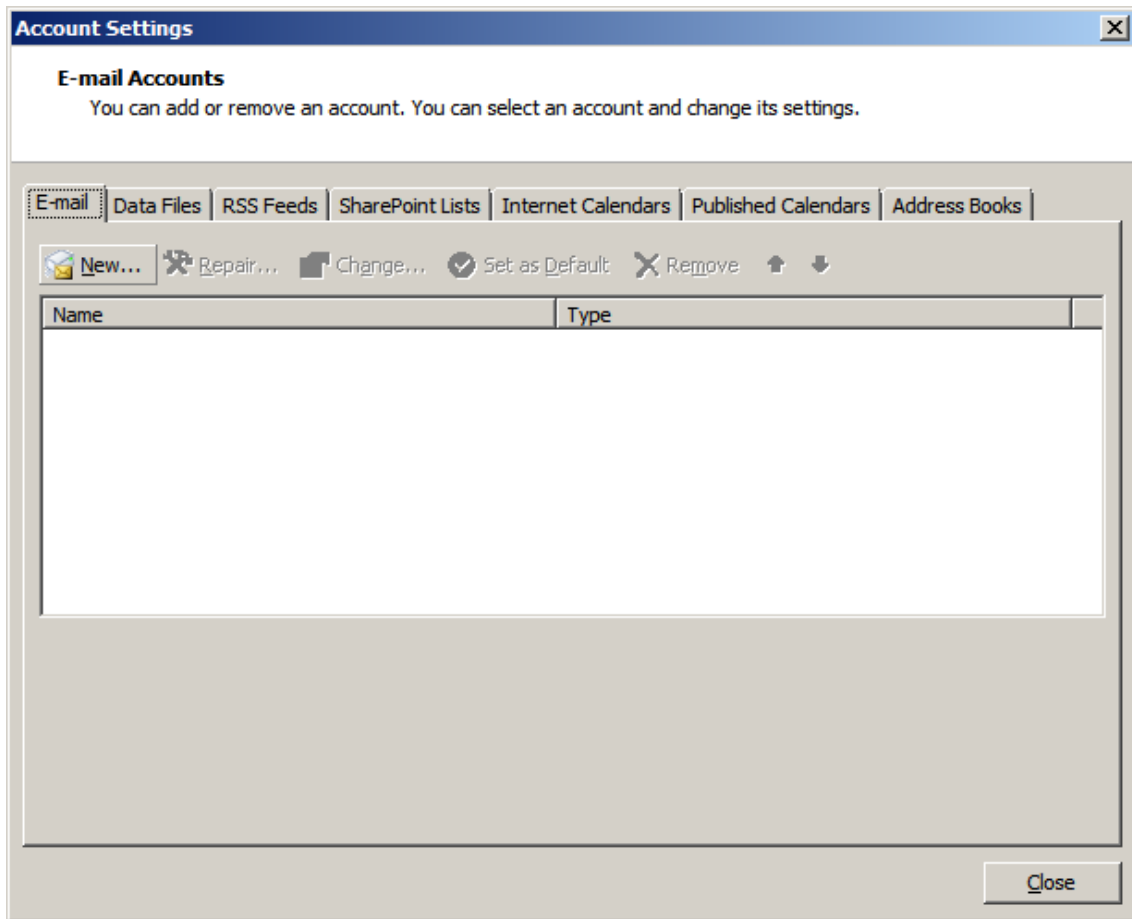 Account Settings
E-mail Accounts
You can add or remove an account. You can select an account and change its settings.
E-mail Data Files RSS Feeds SharePoint Lists Internet Calendars Published Calendars Address Books
New... Repair... Change... Set as Default Remove
Name Type
Close